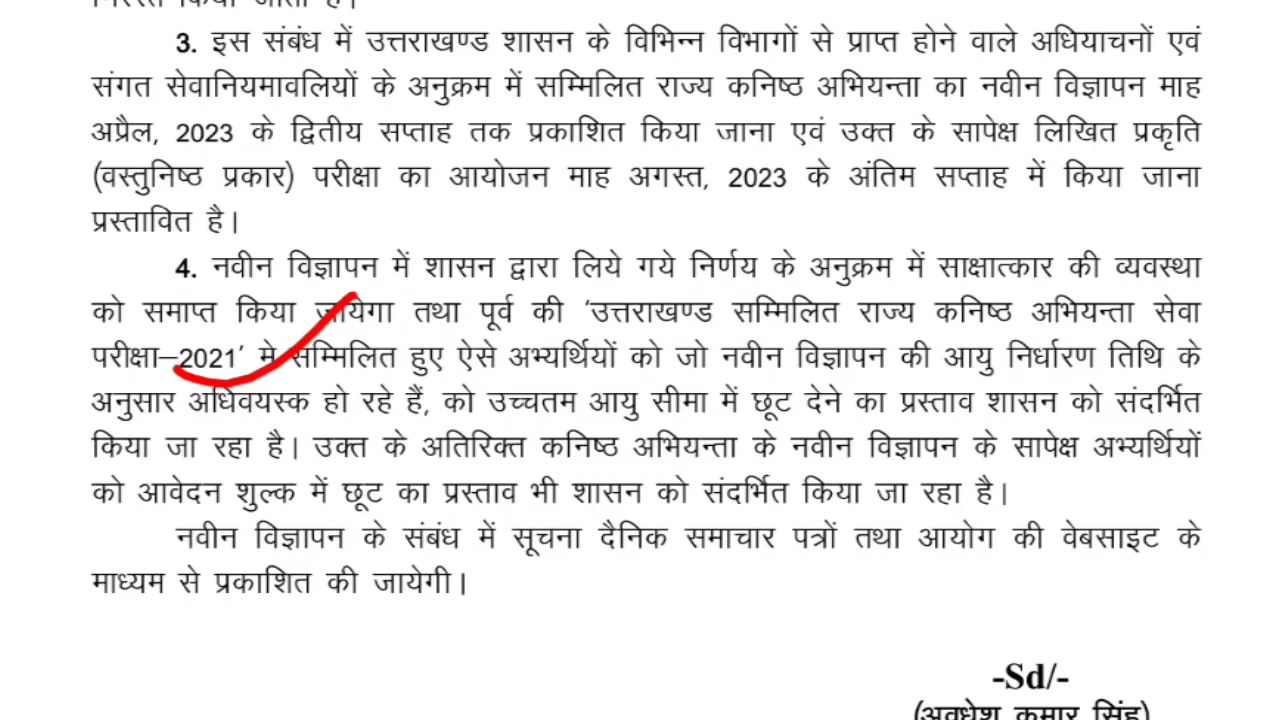 निरस्त किया जाता है।
3. इस संबंध में उत्तराखण्ड शासन के विभिन्न विभागों से प्राप्त होने वाले अधियाचनों एवं
संगत सेवानियमावलियों के अनुक्रम में सम्मिलित राज्य कनिष्ठ अभियन्ता का नवीन विज्ञापन माह
अप्रैल, 2023 के द्वितीय सप्ताह तक प्रकाशित किया जाना एवं उक्त के सापेक्ष लिखित प्रकृति
(वस्तुनिष्ठ प्रकार) परीक्षा का आयोजन माह अगस्त, 2023 के अंतिम सप्ताह में किया जाना
प्रस्तावित है।
4. नवीन विज्ञापन में शासन द्वारा लिये गये निर्णय के अनुक्रम में साक्षात्कार की व्यवस्था
को समाप्त किया जायेगा तथा पूर्व की ‘उत्तराखण्ड सम्मिलित राज्य कनिष्ठ अभियन्ता सेवा
परीक्षा–2021’ मे सम्मिलित हुए ऐसे अभ्यर्थियों को जो नवीन विज्ञापन की आयु निर्धारण तिथि के
अनुसार अधिवयस्क हो रहे हैं, को उच्चतम आयु सीमा में छूट देने का प्रस्ताव शासन को संदर्भित
किया जा रहा है। उक्त के अतिरिक्त कनिष्ठ अभियन्ता के नवीन विज्ञापन के सापेक्ष अभ्यर्थियों
को आवेदन शुल्क में छूट का प्रस्ताव भी शासन को संदर्भित किया जा रहा है।
नवीन विज्ञापन के संबंध में सूचना दैनिक समाचार पत्रों तथा आयोग की वेबसाइट के
माध्यम से प्रकाशित की जायेगी।
-Sd/-
(अवधेश कुमार सिंह)